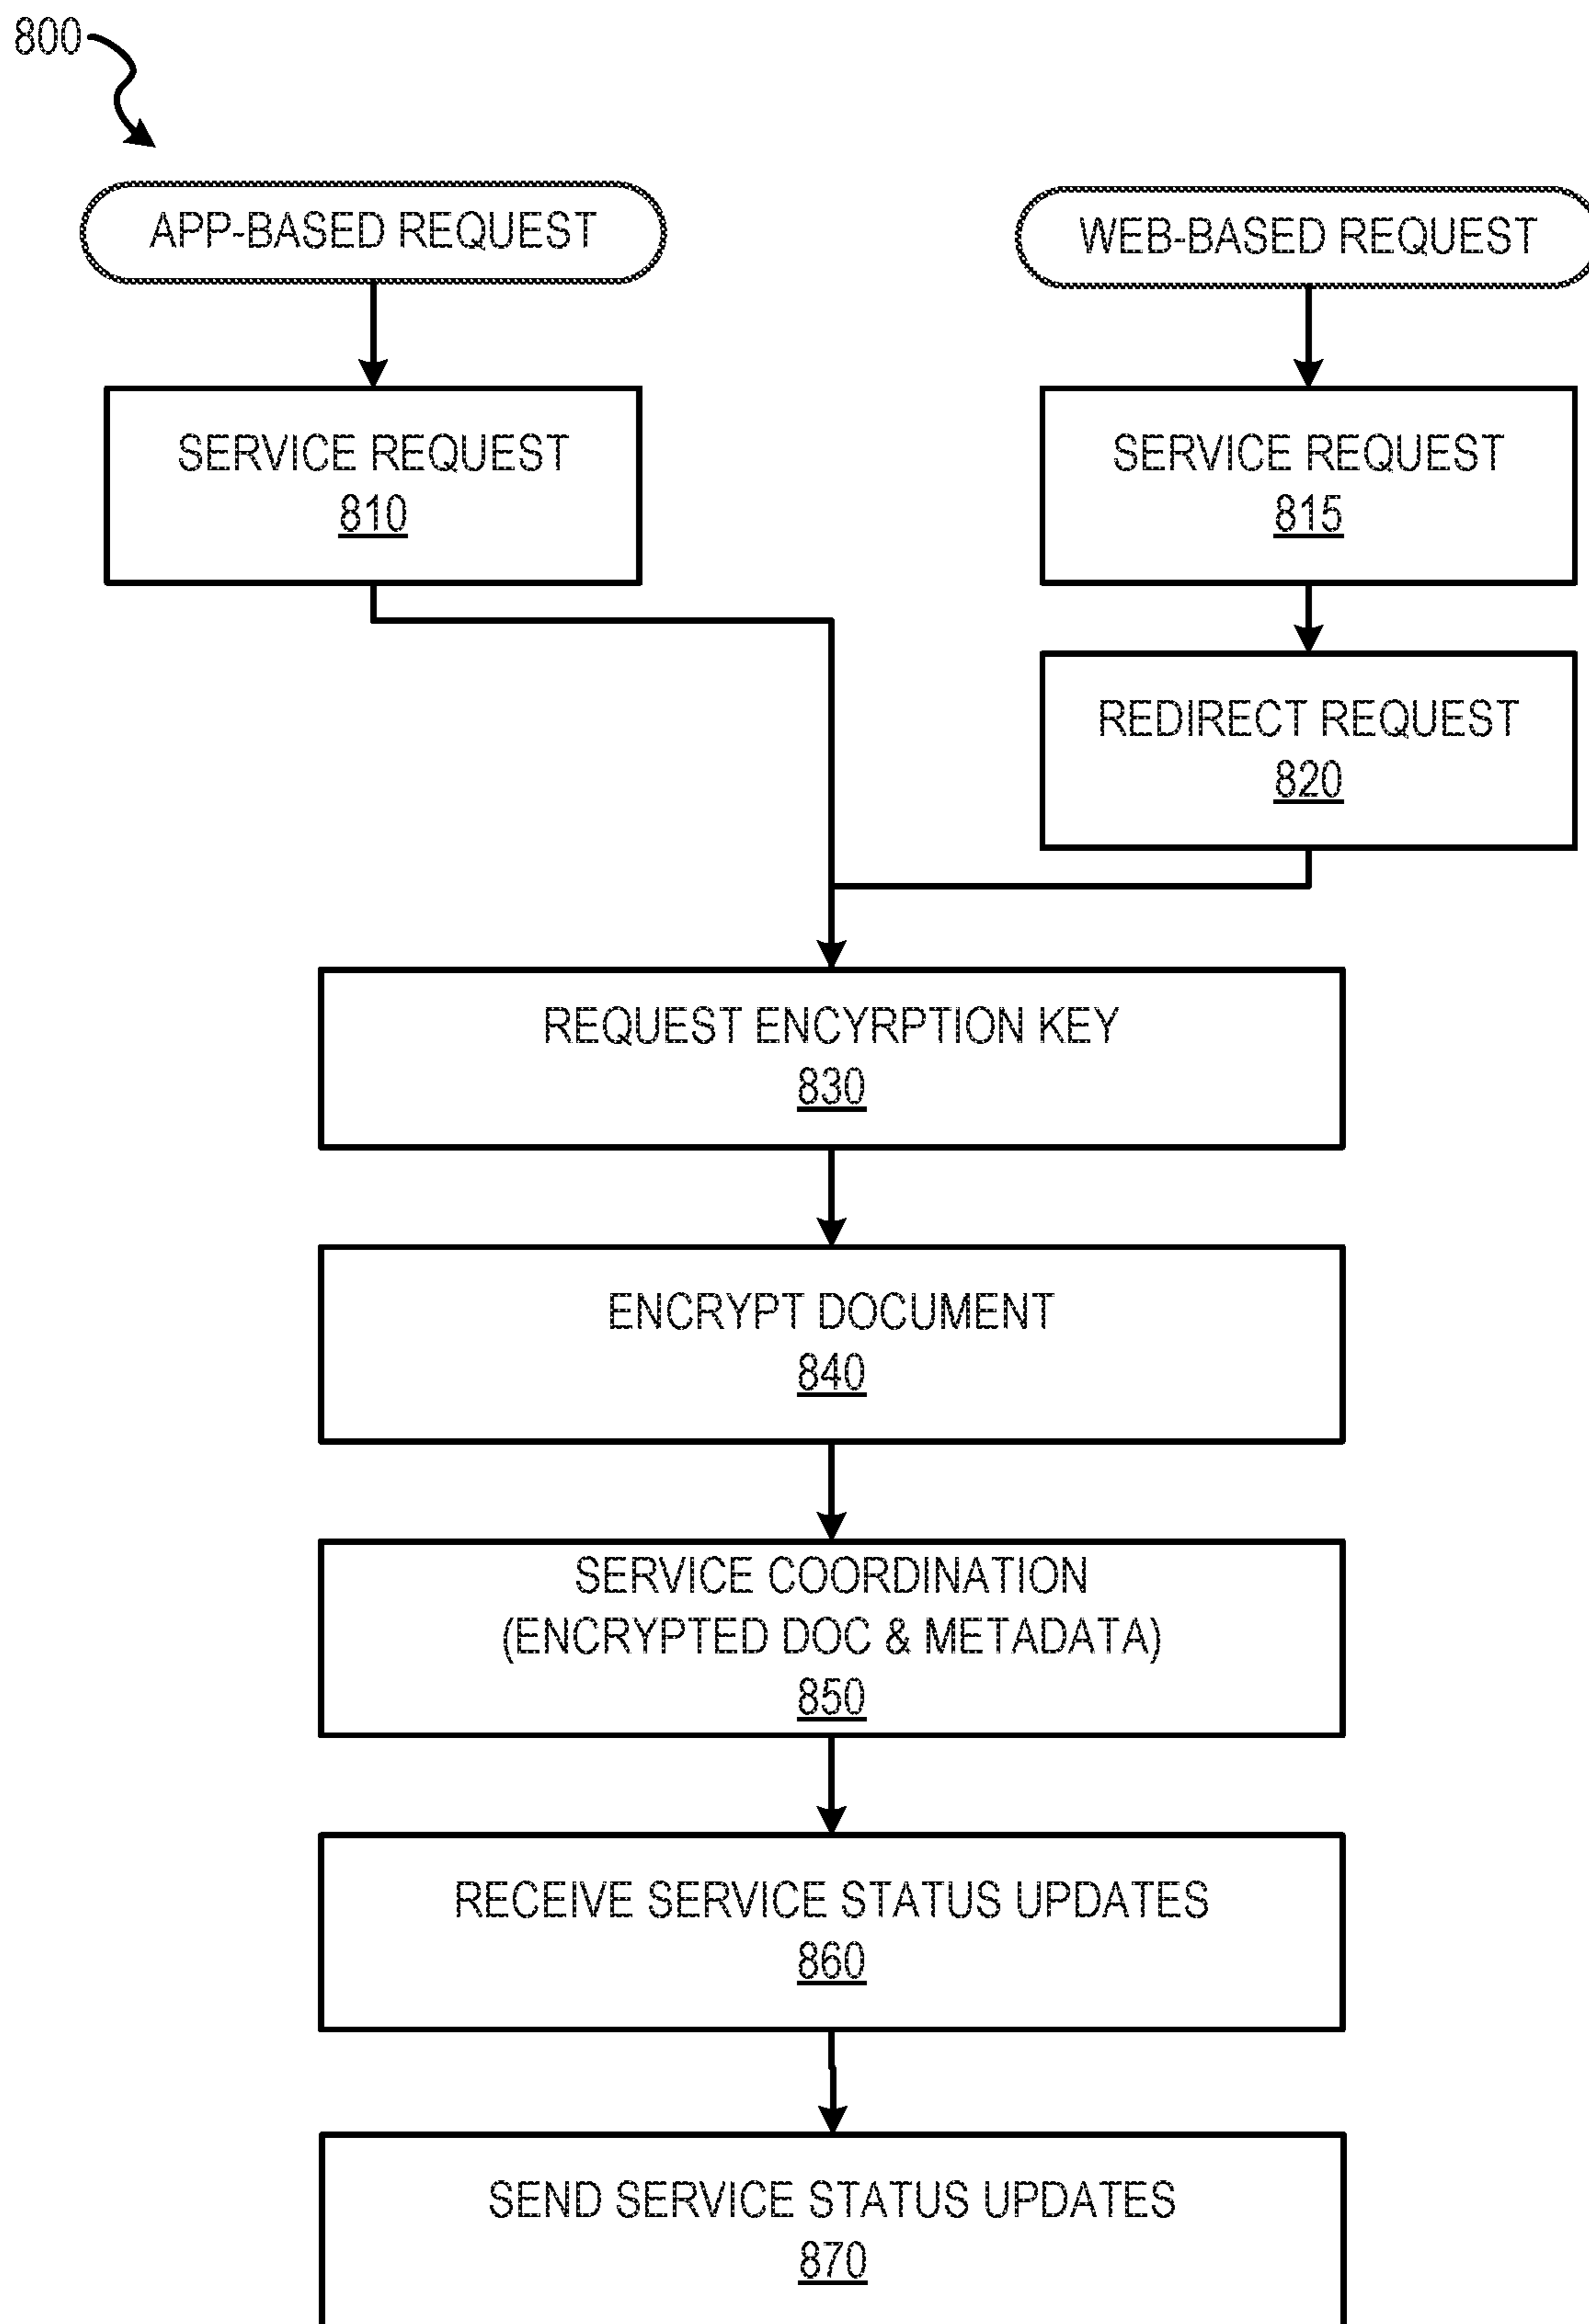 800
APP-BASED REQUEST
WEB-BASED REQUEST
SERVICE REQUEST
810
SERVICE REQUEST
815
REDIRECT REQUEST
820
REQUEST ENCYRPTION KEY
830
ENCRYPT DOCUMENT
840
SERVICE COORDINATION
(ENCRYPTED DOC & METADATA)
850
RECEIVE SERVICE STATUS UPDATES
860
SEND SERVICE STATUS UPDATES
870